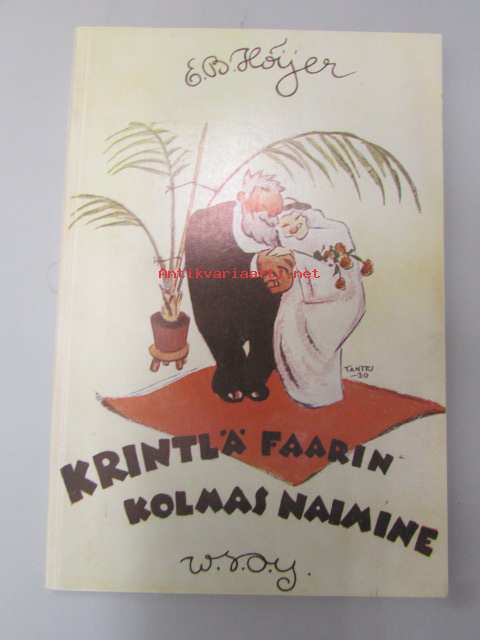 E.B. Höijer
Antikvariaatti.net
TANTTU
-30
KRINTLÄ FAARIN
KOLMAS NAIMINE
W.S.O.Y.